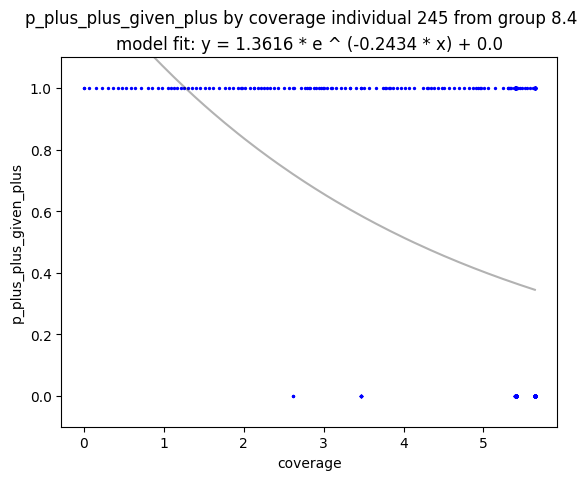 p_plus_plus_given_plus by coverage individual 245 from group 8.4
model fit: y = 1.3616 * e ^ (-0.2434 * x) + 0.0
1.0
0.8
0.6
0.4
0.2
0.0
p_plus_plus_given_plus
0 1 2 3 4 5
coverage